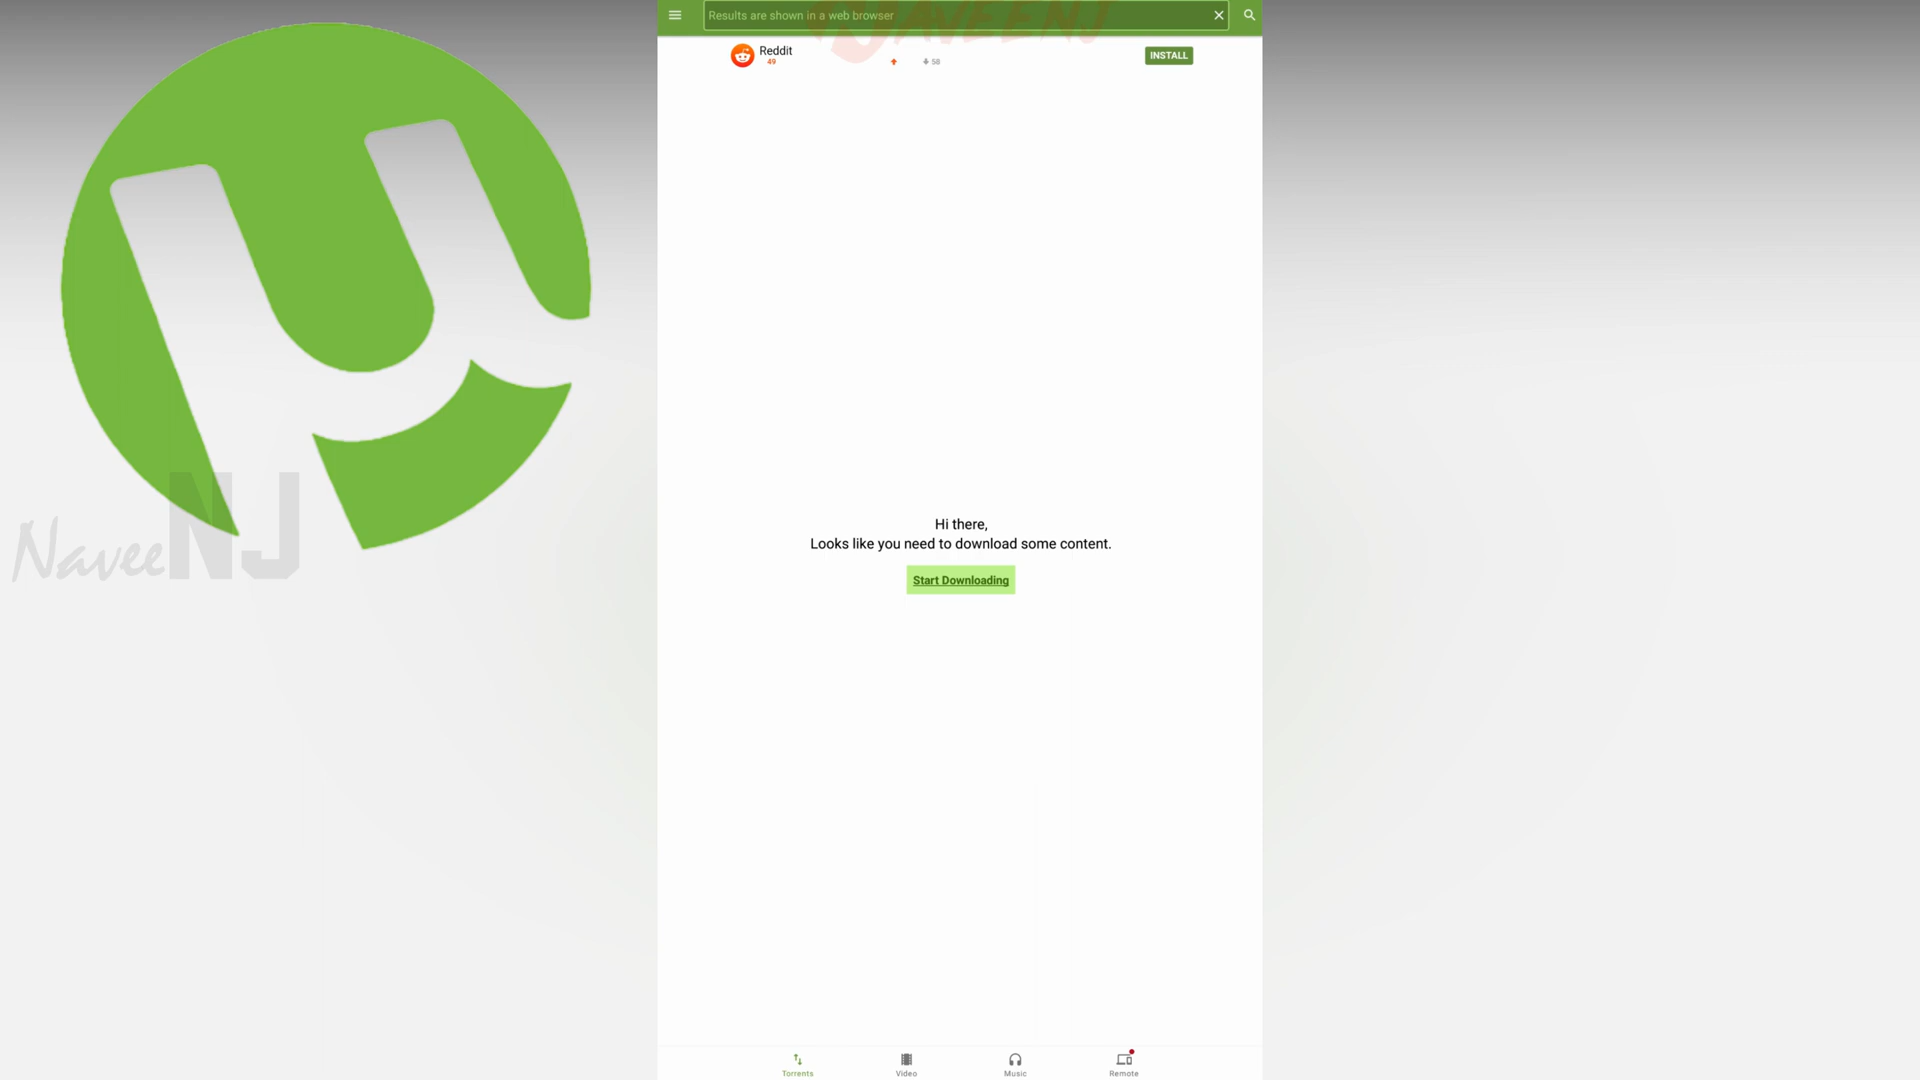 Results are shown in a web browser
NAVEENJ
Reddit
49
58
INSTALL
NaveeNJ
Hi there,
Looks like you need to download some content.
Start Downloading
Torrents
Video
Music
Remote